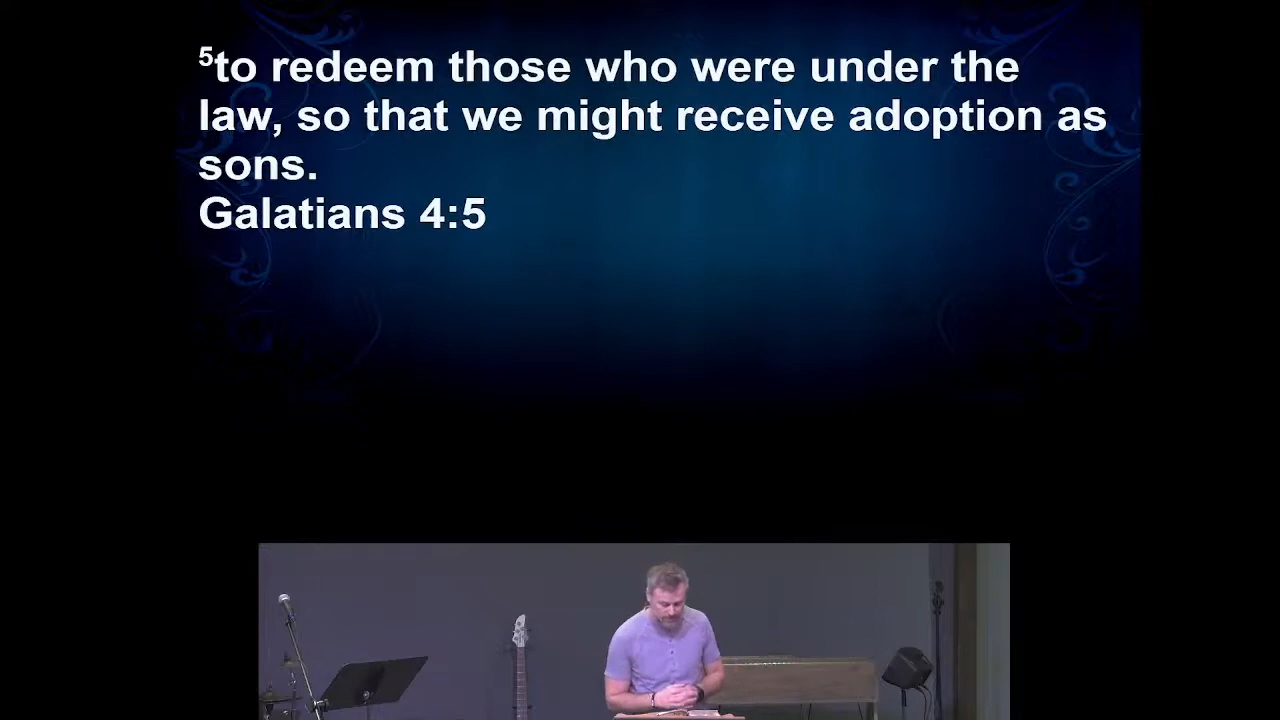 ⁵to redeem those who were under the
law, so that we might receive adoption as
sons.
Galatians 4:5